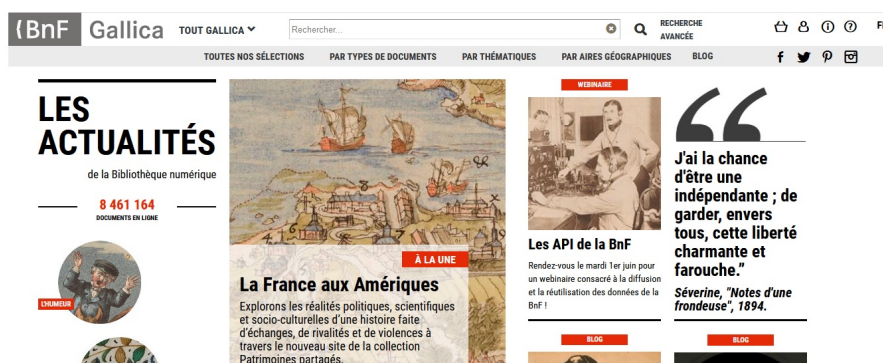 {BnF Gallica TOUT GALLICA Rechercher... RECHERCHE AVANCÉE
TOUTES NOS SÉLECTIONS PAR TYPES DE DOCUMENTS PAR THÉMATIQUES PAR AIRES GÉOGRAPHIQUES BLOG
LES
ACTUALITÉS
de la Bibliothèque numérique
8 461 164
DOCUMENTS EN LIGNE
L'HUMEUR
À LA UNE
La France aux Amériques
Explorons les réalités politiques, scientifiques
et socio-culturelles d'une histoire faite
d'échanges, de rivalités et de violences à
travers le nouveau site de la collection
Patrimoines partagés.
WEBINAIRE
Les API de la BnF
Rendez-vous le mardi 1er juin pour
un webinaire consacré à la diffusion
et la réutilisation des données de la
BnF !
BLOG
J'ai la chance
d'être une
indépendante ; de
garder, envers
tous, cette liberté
charmante et
farouche."
Séverine, "Notes d'une
frondeuse", 1894.
BLOG